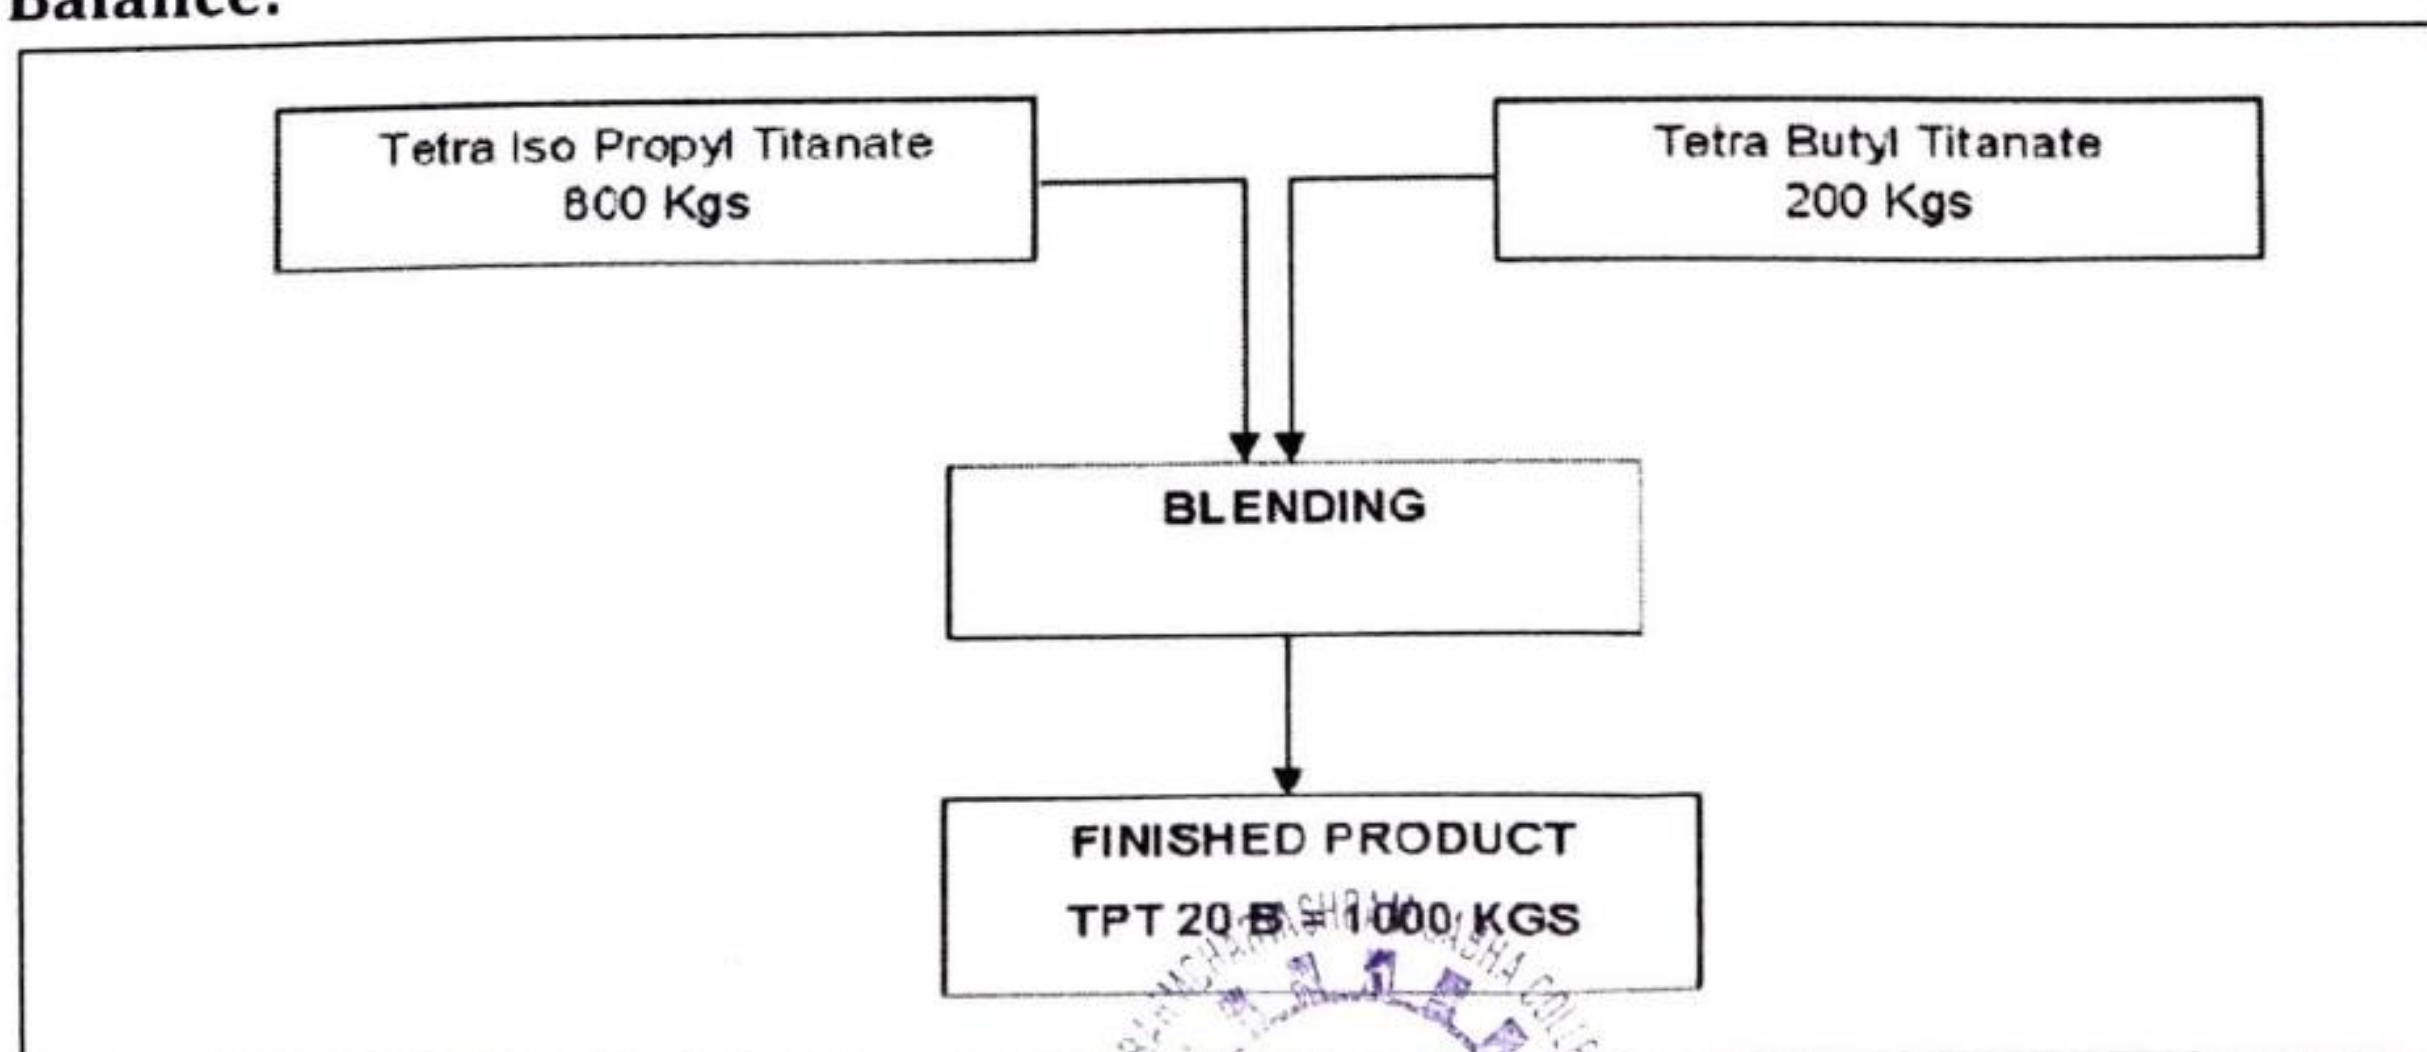 Balance:
Tetra Iso Propyl Titanate
800 Kgs
Tetra Butyl Titanate
200 Kgs
BLENDING
FINISHED PRODUCT
TPT 20 B = 1000 KGS